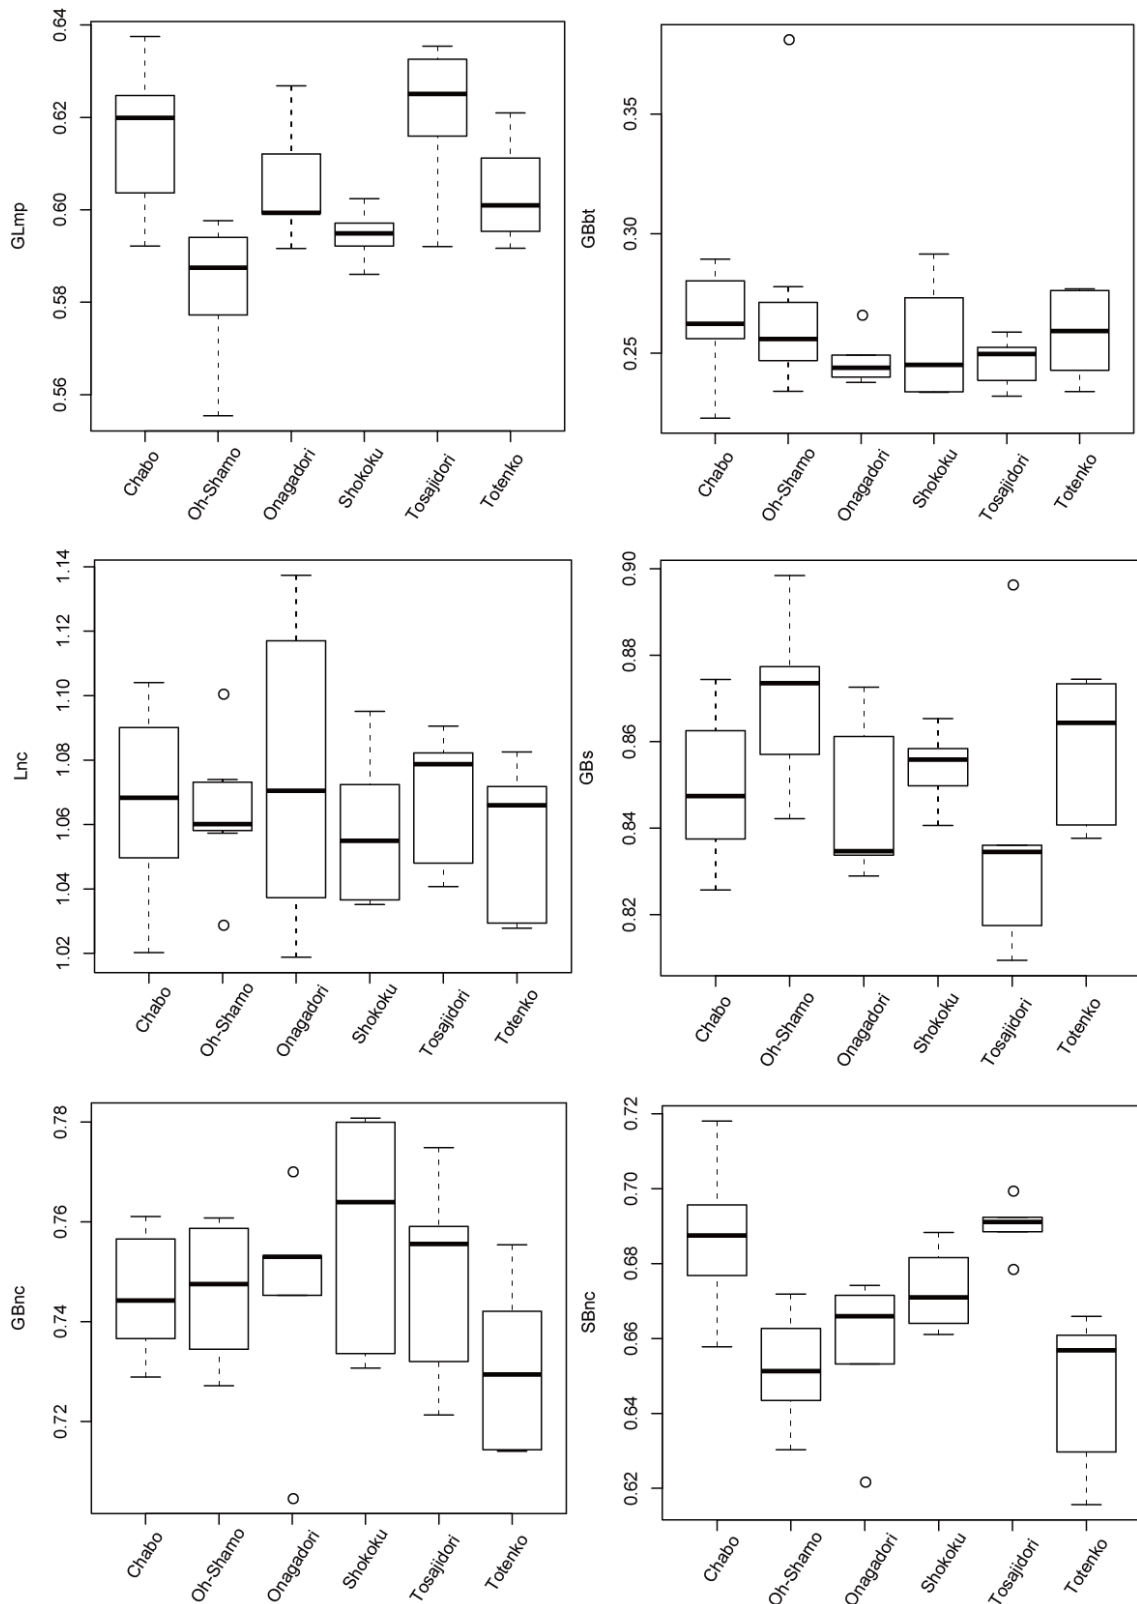 GLmp
0.64
0.62
0.60
0.58
0.56
Chabo
Oh-Shamo
Onagadori
Shokoku
Tosajidori
Totenko
GBbt
0.35
0.30
0.25
Chabo
Oh-Shamo
Onagadori
Shokoku
Tosajidori
Totenko
Lnc
1.14
1.12
1.10
1.08
1.06
1.04
1.02
Chabo
Oh-Shamo
Onagadori
Shokoku
Tosajidori
Totenko
GBs
0.90
0.88
0.86
0.84
0.82
Chabo
Oh-Shamo
Onagadori
Shokoku
Tosajidori
Totenko
GBnc
0.78
0.76
0.74
0.72
Chabo
Oh-Shamo
Onagadori
Shokoku
Tosajidori
Totenko
SBnc
0.72
0.70
0.68
0.66
0.64
0.62
Chabo
Oh-Shamo
Onagadori
Shokoku
Tosajidori
Totenko